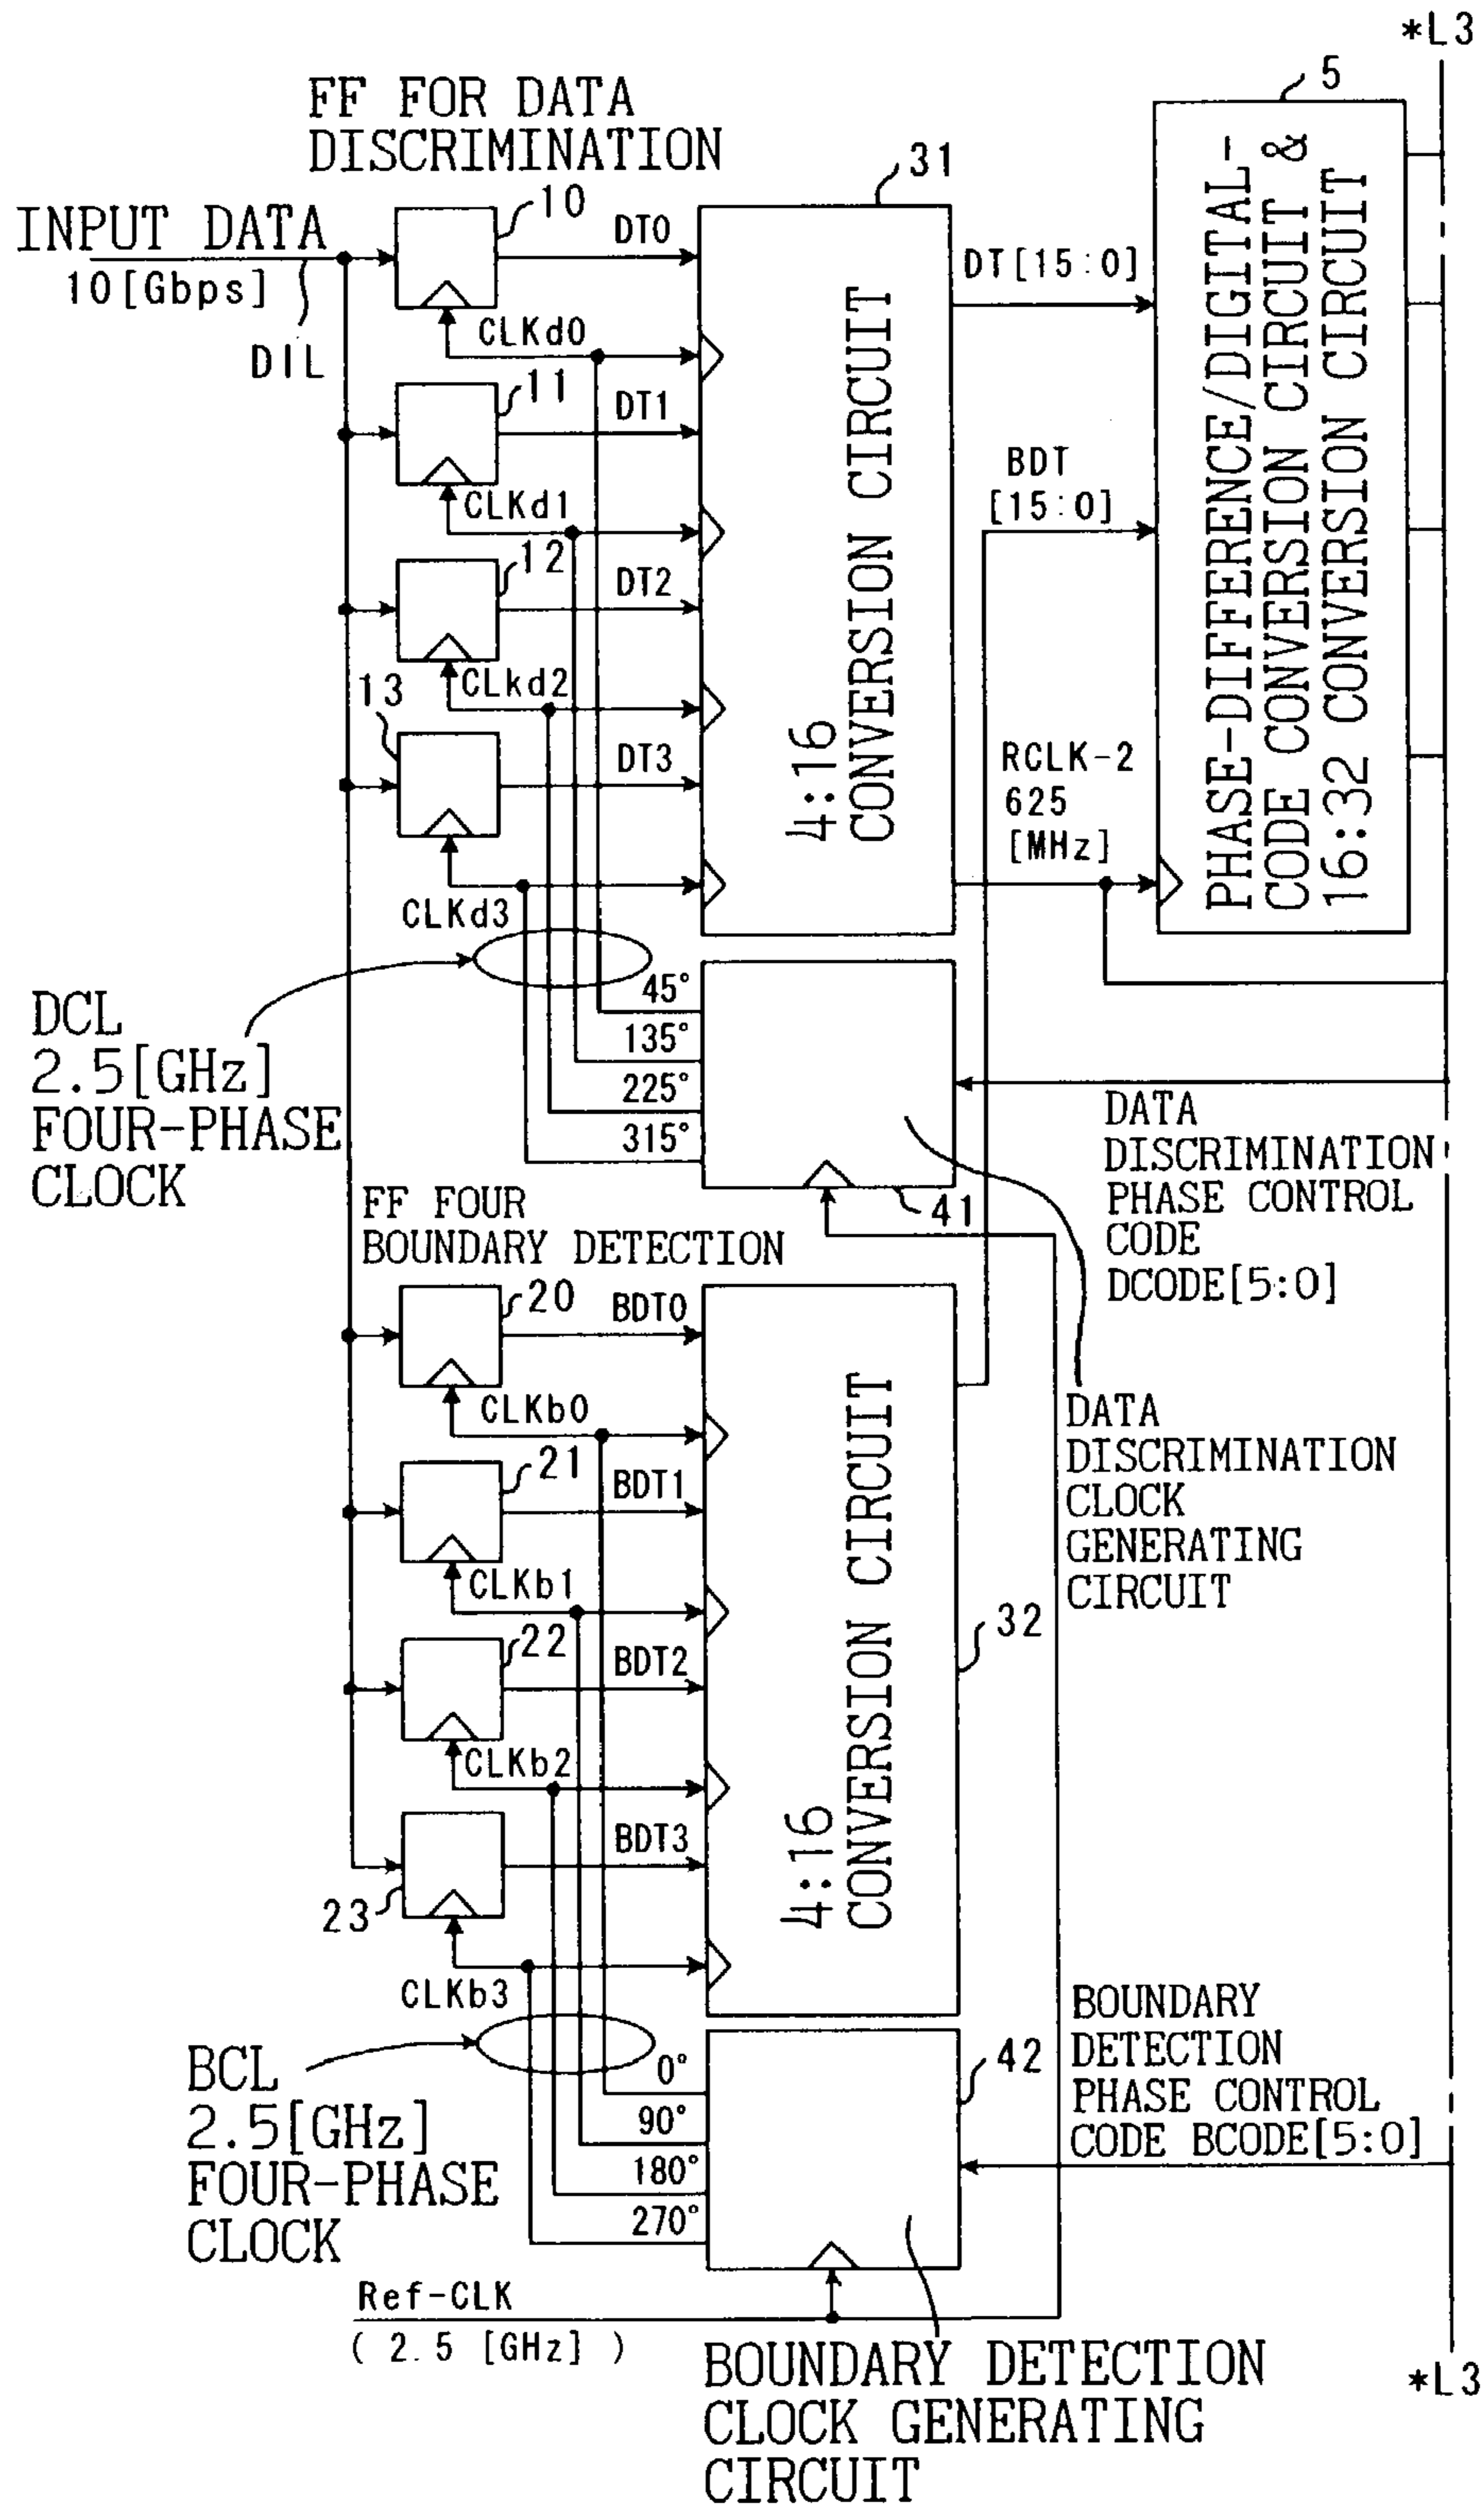 *L3
5
FF FOR DATA
DISCRIMINATION
31
10
INPUT DATA
10[Gbps]
DIL
DT0
CLKd0
11
DT1
CLKd1
12
DT2
CLkd2
13
DT3
CLKd3
4:16
CONVERSION CIRCUIT
DT[15:0]
BDT
[15:0]
RCLK-2
625
[MHz]
PHASE-DIFFERENCE/DIGITAL-
CODE CONVERSION CIRCUIT &
16:32 CONVERSION CIRCUIT
DCL
2.5[GHz]
FOUR-PHASE
CLOCK
45°
135°
225°
315°
41
DATA
DISCRIMINATION
PHASE CONTROL
CODE
DCODE[5:0]
FF FOUR
BOUNDARY DETECTION
20
BDT0
CLKb0
21
BDT1
CLKb1
22
BDT2
CLKb2
23
BDT3
CLKb3
4:16
CONVERSION CIRCUIT
32
DATA
DISCRIMINATION
CLOCK
GENERATING
CIRCUIT
BCL
2.5[GHz]
FOUR-PHASE
CLOCK
0°
90°
180°
270°
42
BOUNDARY
DETECTION
PHASE CONTROL
CODE BCODE[5:0]
Ref-CLK
( 2.5 [GHz] )
BOUNDARY DETECTION
CLOCK GENERATING
CIRCUIT
*L3